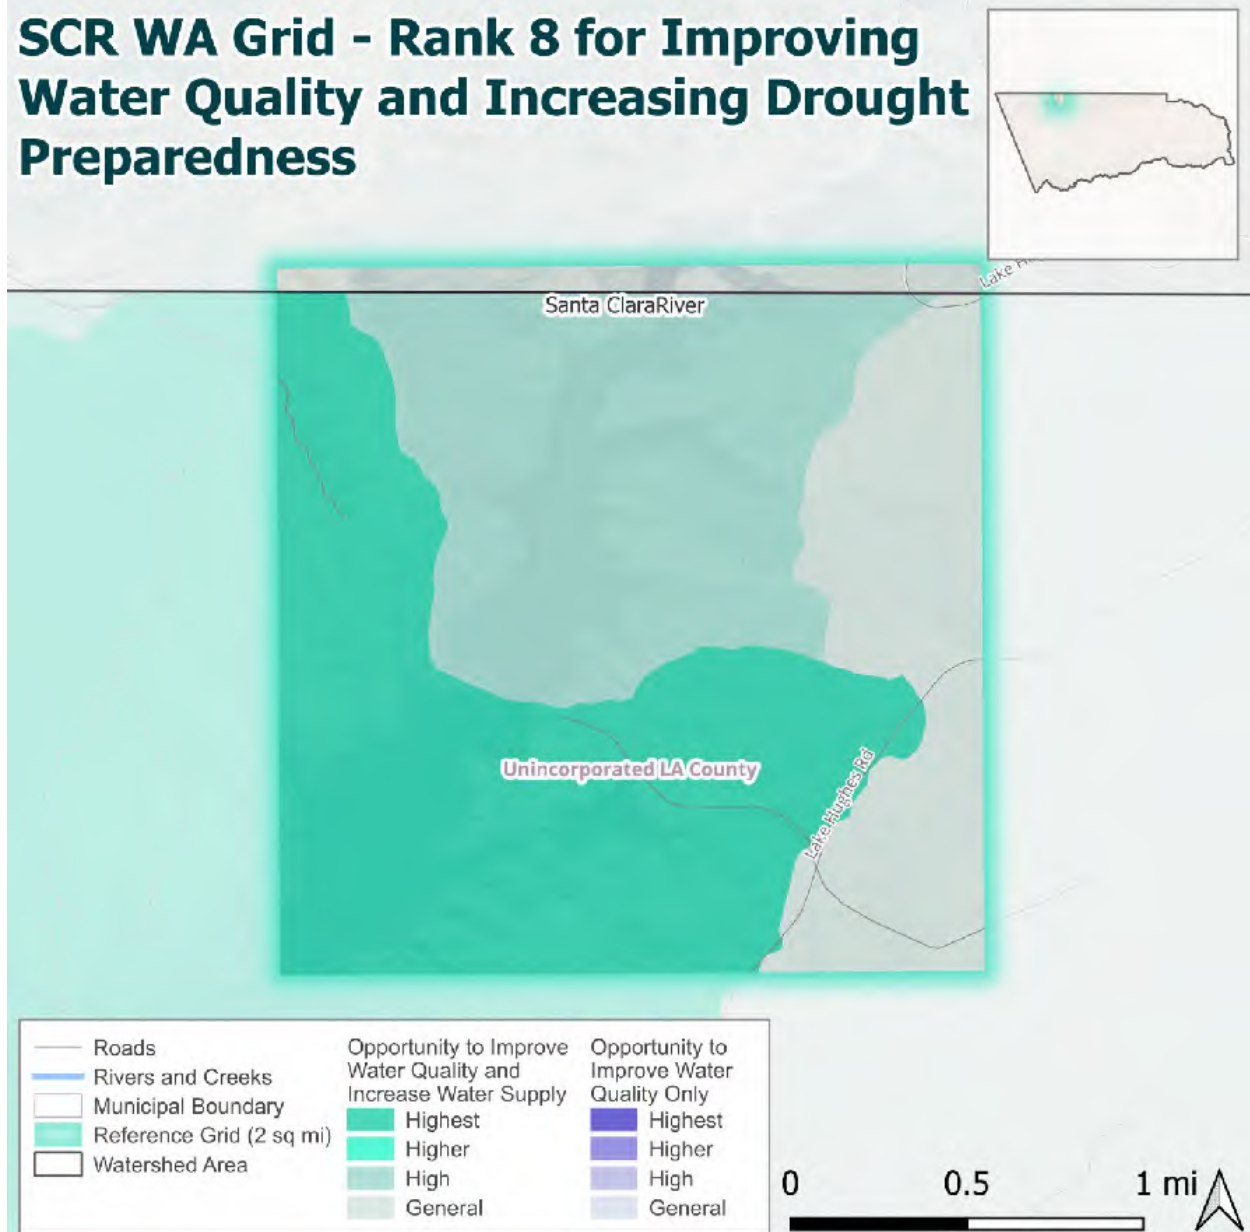 SCR WA Grid - Rank 8 for Improving
Water Quality and Increasing Drought
Preparedness
Santa ClaraRiver
Unincorporated LA County
Lake Hughes Rd
Roads
Rivers and Creeks
Municipal Boundary
Reference Grid (2 sq mi)
Watershed Area
Opportunity to Improve
Water Quality and
Increase Water Supply
Highest
Higher
High
General
Opportunity to
Improve Water
Quality Only
Highest
Higher
High
General
0 0.5 1 mi